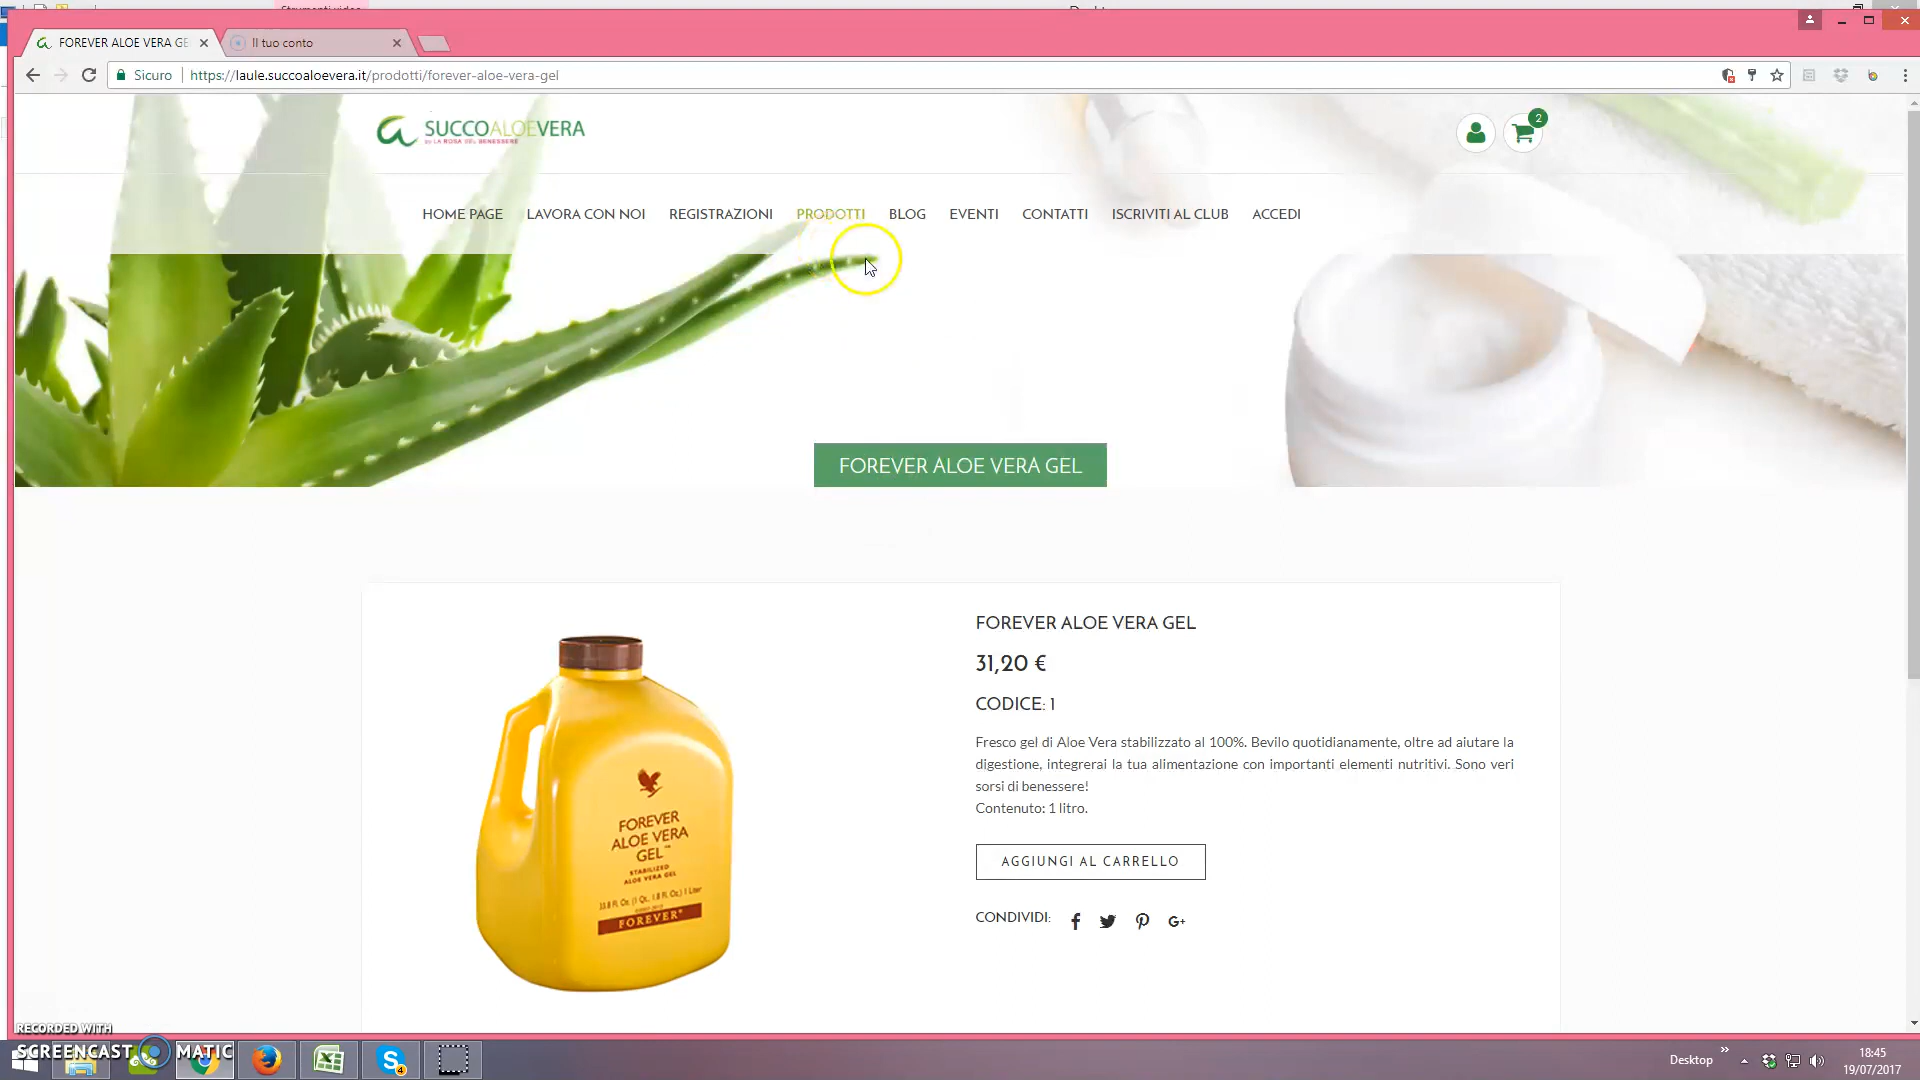 FOREVER ALOE VERA GE
Il tuo conto
Sicuro
https://laule.succoaloevera.it/prodotti/forever-aloe-vera-gel
SUCCOALOEVERA
BY LA ROSA DEL BENESSERE
2
HOME PAGE
LAVORA CON NOI
REGISTRAZIONI
PRODOTTI
BLOG
EVENTI
CONTATTI
ISCRIVITI AL CLUB
ACCEDI
FOREVER ALOE VERA GEL
FOREVER
ALOE VERA
GEL™
STABILIZED
ALOE VERA GEL
33.8 FL Oz. (1 Qt., 1.8 Fl. Oz.) 1 Liter
FOREVER®
FOREVER ALOE VERA GEL
31,20 €
CODICE: 1
Fresco gel di Aloe Vera stabilizzato al 100%. Bevilo quotidianamente, oltre ad aiutare la
digestione, integrerai la tua alimentazione con importanti elementi nutritivi. Sono veri
sorsi di benessere!
Contenuto: 1 litro.
AGGIUNGI AL CARRELLO
CONDIVIDI:
G+
RECORDED WITH
SCREENCAST MATIC
4
Desktop
18:45
19/07/2017